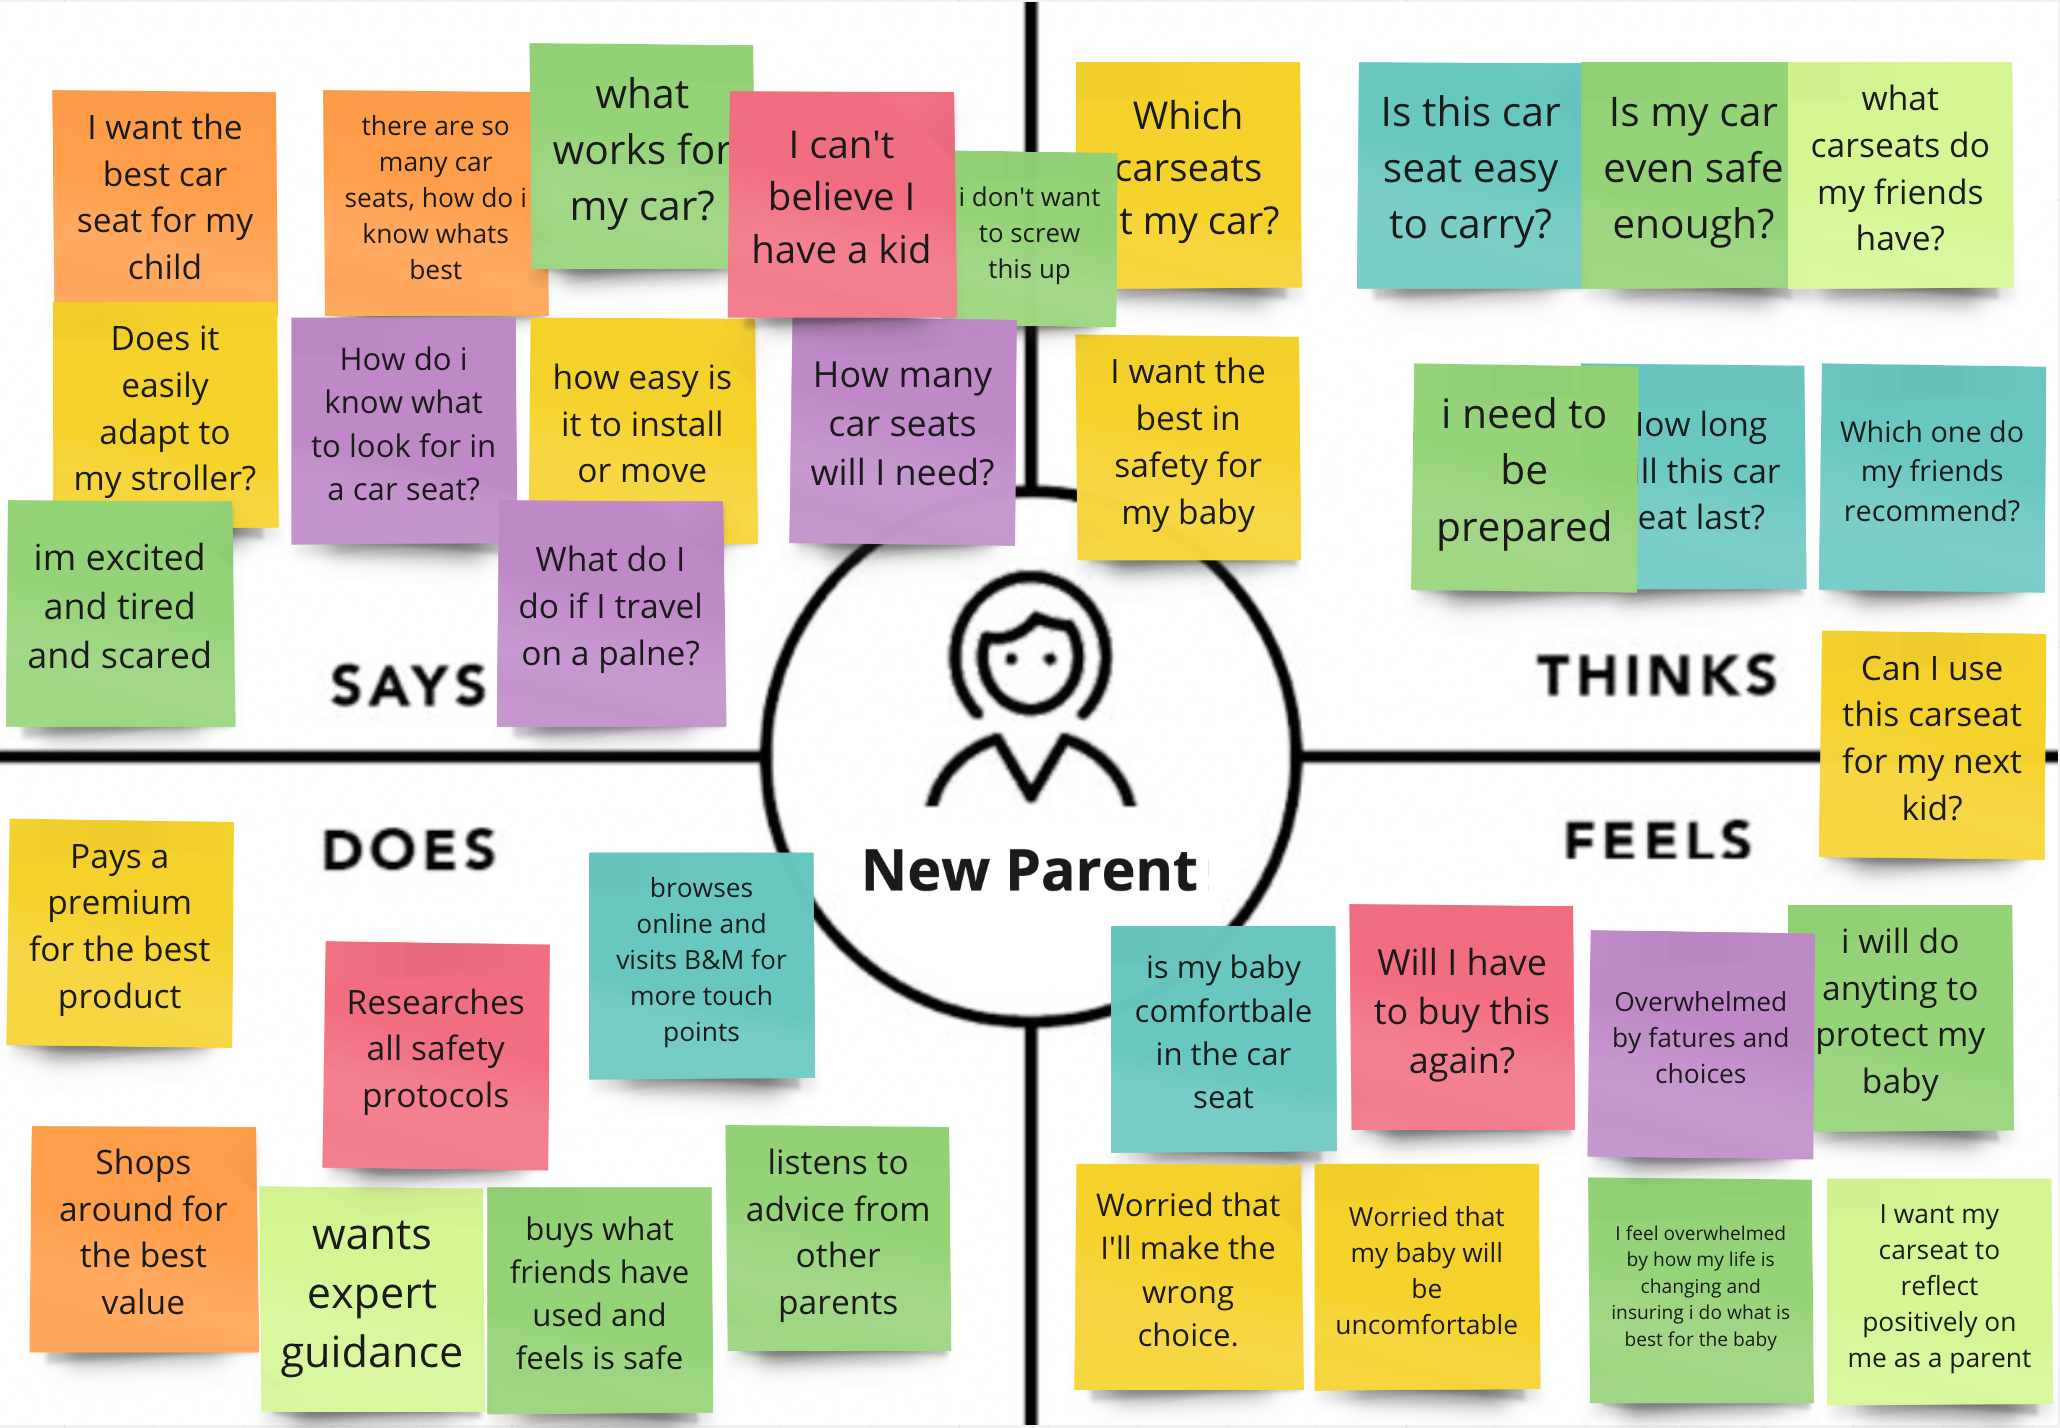 I want the
best car
seat for my
child
there are so
many car
seats, how do i
know whats
best
what
works for
my car?
I can't
believe I
have a kid
i don't want
to screw
this up
Does it
easily
adapt to
my stroller?
How do i
know what
to look for in
a car seat?
how easy is
it to install
or move
How many
car seats
will I need?
im excited
and tired
and scared
What do I
do if I travel
on a palne?
SAYS
Which
carseats
t my car?
Is this car
seat easy
to carry?
Is my car
even safe
enough?
what
carseats do
my friends
have?
I want the
best in
safety for
my baby
i need to
be
prepared
low long
ll this car
eat last?
Which one do
my friends
recommend?
THINKS
Can I use
this carseat
for my next
kid?
New Parent
DOES
Pays a
premium
for the best
product
Researches
all safety
protocols
browses
online and
visits B&M for
more touch
points
Shops
around for
the best
value
wants
expert
guidance
buys what
friends have
used and
feels is safe
listens to
advice from
other
parents
FEELS
is my baby
comfortbale
in the car
seat
Will I have
to buy this
again?
Overwhelmed
by fatures and
choices
i will do
anyting to
protect my
baby
Worried that
I'll make the
wrong
choice.
Worried that
my baby will
be
uncomfortable
I feel overwhelmed
by how my life is
changing and
insuring i do what is
best for the baby
I want my
carseat to
reflect
positively on
me as a parent